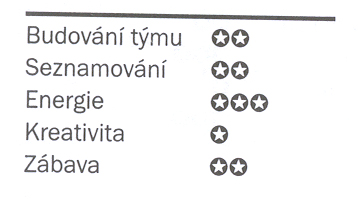 Budování týmu ✪✪
Seznamování ✪✪
Energie ✪✪✪
Kreativita ✪
Zábava ✪✪